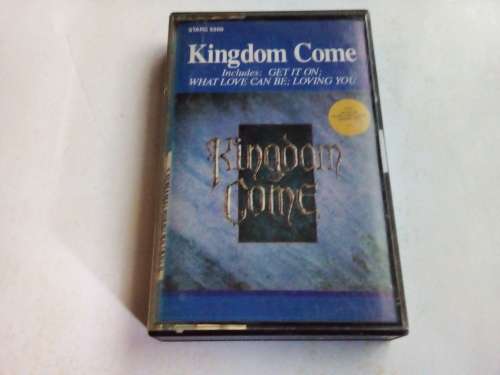 Kingdom Come
Includes: GET IT ON;
WHAT LOVE CAN BE; LOVING YOU
Kingdom
Come